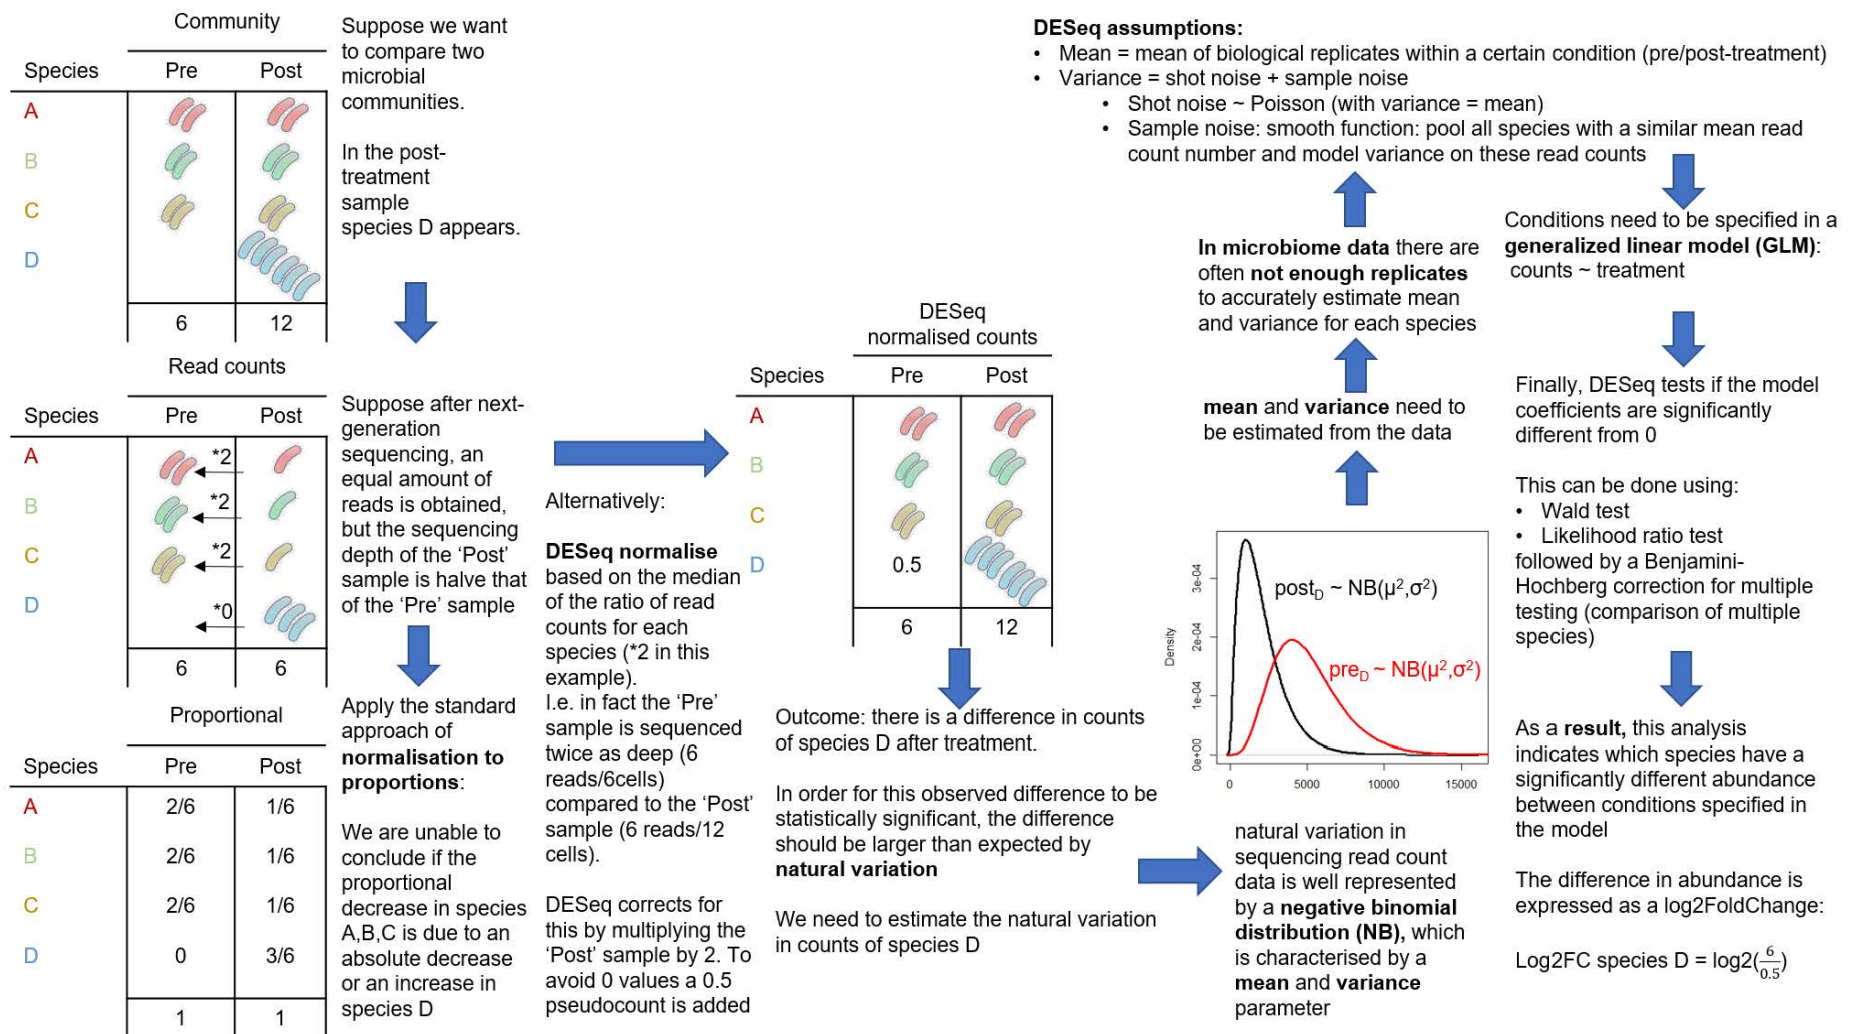 Community
Species Pre Post
A
B
C
D
6 12
Suppose we want
to compare two
microbial
communities.
In the post-
treatment
sample
species D appears.
Read counts
Species Pre Post
A *2
B *2
C *2
D *0
6 6
Suppose after next-
generation
sequencing, an
equal amount of
reads is obtained,
but the sequencing
depth of the ‘Post’
sample is halve that
of the ‘Pre’ sample
Proportional
Species Pre Post
A 2/6 1/6
B 2/6 1/6
C 2/6 1/6
D 0 3/6
1 1
Apply the standard
approach of
normalisation to
proportions:
We are unable to
conclude if the
proportional
decrease in species
A,B,C is due to an
absolute decrease
or an increase in
species D
Alternatively:
DESeq normalise
based on the median
of the ratio of read
counts for each
species (*2 in this
example).
I.e. in fact the ‘Pre’
sample is sequenced
twice as deep (6
reads/6cells)
compared to the ‘Post’
sample (6 reads/12
cells).
DESeq corrects for
this by multiplying the
‘Post’ sample by 2. To
avoid 0 values a 0.5
pseudocount is added
DESeq
normalised counts
Species Pre Post
A
B
C
D 0.5
6 12
Outcome: there is a difference in counts
of species D after treatment.
In order for this observed difference to be
statistically significant, the difference
should be larger than expected by
natural variation
We need to estimate the natural variation
in counts of species D
natural variation in
sequencing read count
data is well represented
by a negative binomial
distribution (NB), which
is characterised by a
mean and variance
parameter
Density
0e+00 1e-04 2e-04 3e-04
0 5000 10000 15000
postD ~ NB(μ²,σ²)
preD ~ NB(μ²,σ²)
mean and variance need to
be estimated from the data
In microbiome data there are
often not enough replicates
to accurately estimate mean
and variance for each species
DESeq assumptions:
• Mean = mean of biological replicates within a certain condition (pre/post-treatment)
• Variance = shot noise + sample noise
• Shot noise ~ Poisson (with variance = mean)
• Sample noise: smooth function: pool all species with a similar mean read
count number and model variance on these read counts
Conditions need to be specified in a
generalized linear model (GLM):
counts ~ treatment
Finally, DESeq tests if the model
coefficients are significantly
different from 0
This can be done using:
• Wald test
• Likelihood ratio test
followed by a Benjamini-
Hochberg correction for multiple
testing (comparison of multiple
species)
As a result, this analysis
indicates which species have a
significantly different abundance
between conditions specified in
the model
The difference in abundance is
expressed as a log2FoldChange:
Log2FC species D = log2(6/0.5)